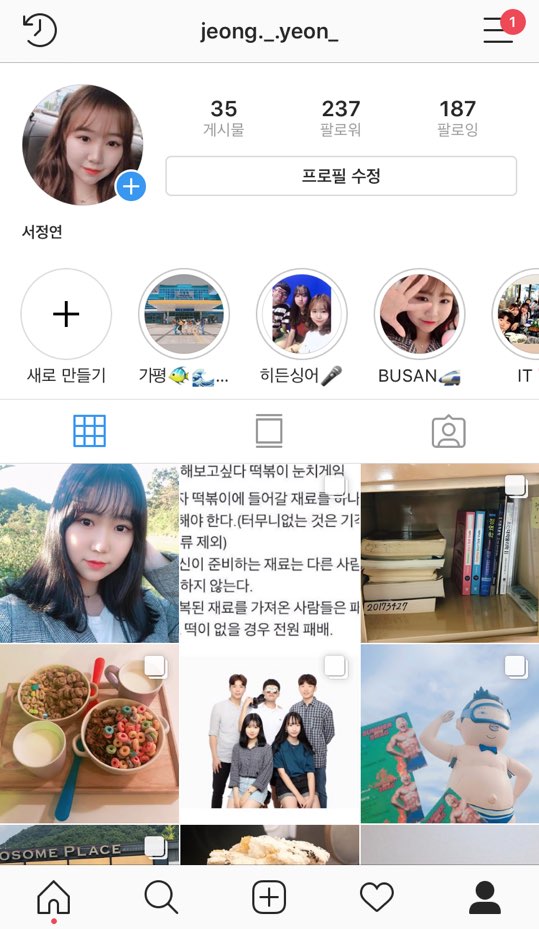 jeong._.yeon_
1
35 237 187
게시물 팔로워 팔로잉
프로필 수정
서정연
새로 만들기 가평🐠🌊... 히든싱어🎤 BUSAN🚅 IT
해보고싶다 떡볶이 눈치게임
자 떡볶이에 들어갈 재료를 하나
해야 한다.(터무니없는 것은 기각
류 제외)
신이 준비하는 재료는 다른 사람
하지 않는다.
복된 재료를 가져온 사람들은 패
떡이 없을 경우 전원 패배.
20173427
OSOME PLACE